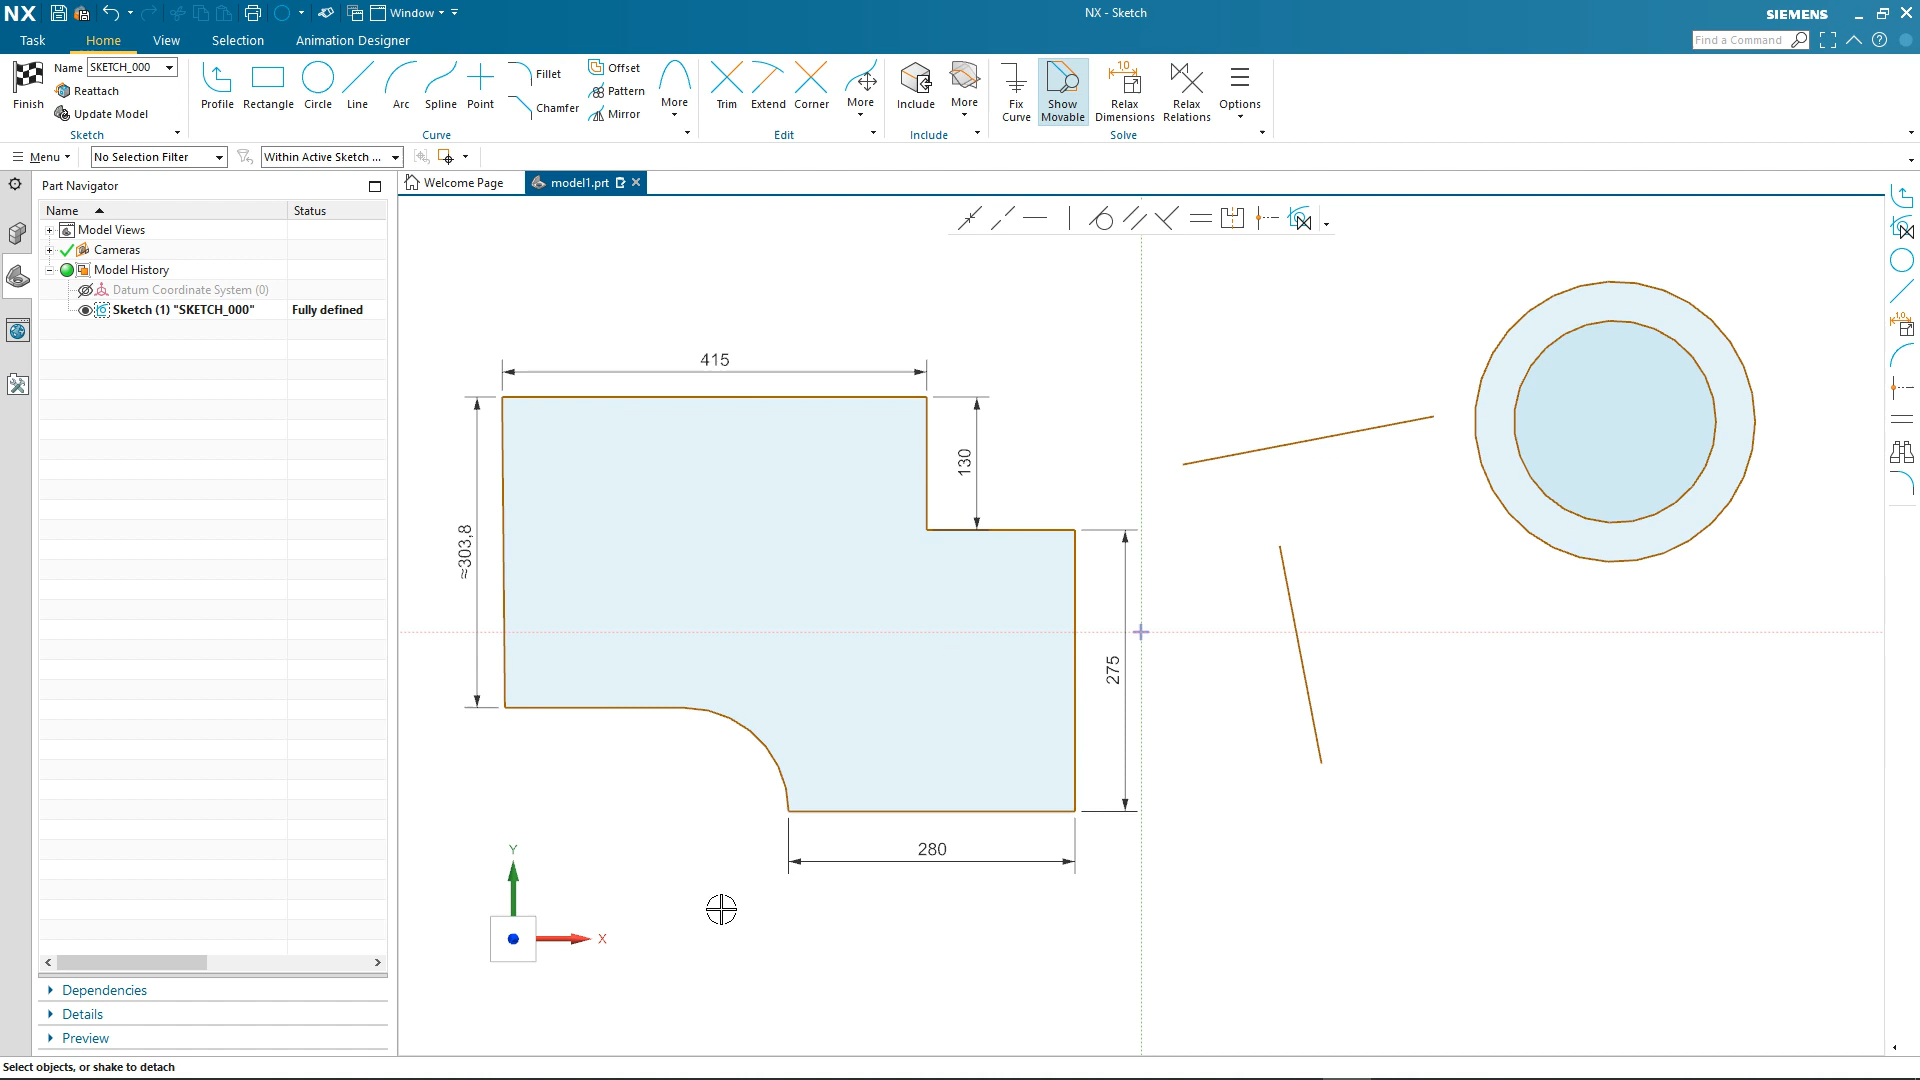 NX
Window
NX - Sketch
SIEMENS
Task
Home
View
Selection
Animation Designer
Find a Command
Name
SKETCH_000
Reattach
Update Model
Finish
Sketch
Profile
Rectangle
Circle
Line
Arc
Spline
Point
Fillet
Chamfer
Offset
Pattern
Mirror
More
Curve
Trim
Extend
Corner
More
Edit
Include
More
Include
Fix
Curve
Show
Movable
Relax
Dimensions
Relax
Relations
Options
Solve
Menu
No Selection Filter
Within Active Sketch ...
Part Navigator
Welcome Page
model1.prt
Name
Status
Model Views
Cameras
Model History
Datum Coordinate System (0)
Sketch (1) "SKETCH_000"
Fully defined
415
130
≈303,8
275
280
Y
X
1,0
1,0
Dependencies
Details
Preview
Select objects, or shake to detach